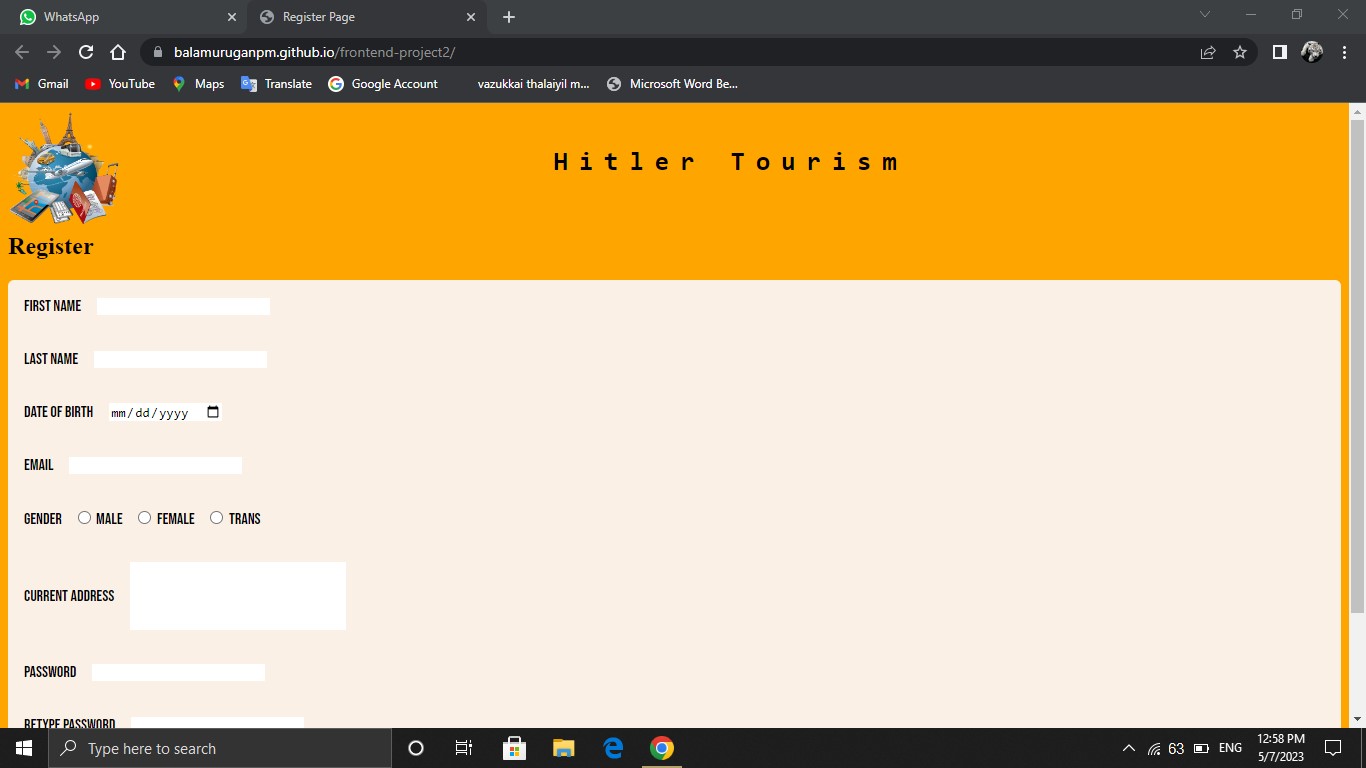 WhatsApp
Register Page
balamuruganpm.github.io/frontend-project2/
Gmail YouTube Maps Translate Google Account vazukkai thalaiyil m... Microsoft Word Be...
Hitler Tourism
Register
FIRST NAME
LAST NAME
DATE OF BIRTH mm/dd/yyyy
EMAIL
GENDER MALE FEMALE TRANS
CURRENT ADDRESS
PASSWORD
RETYPE PASSWORD
Type here to search
63 ENG
12:58 PM
5/7/2023